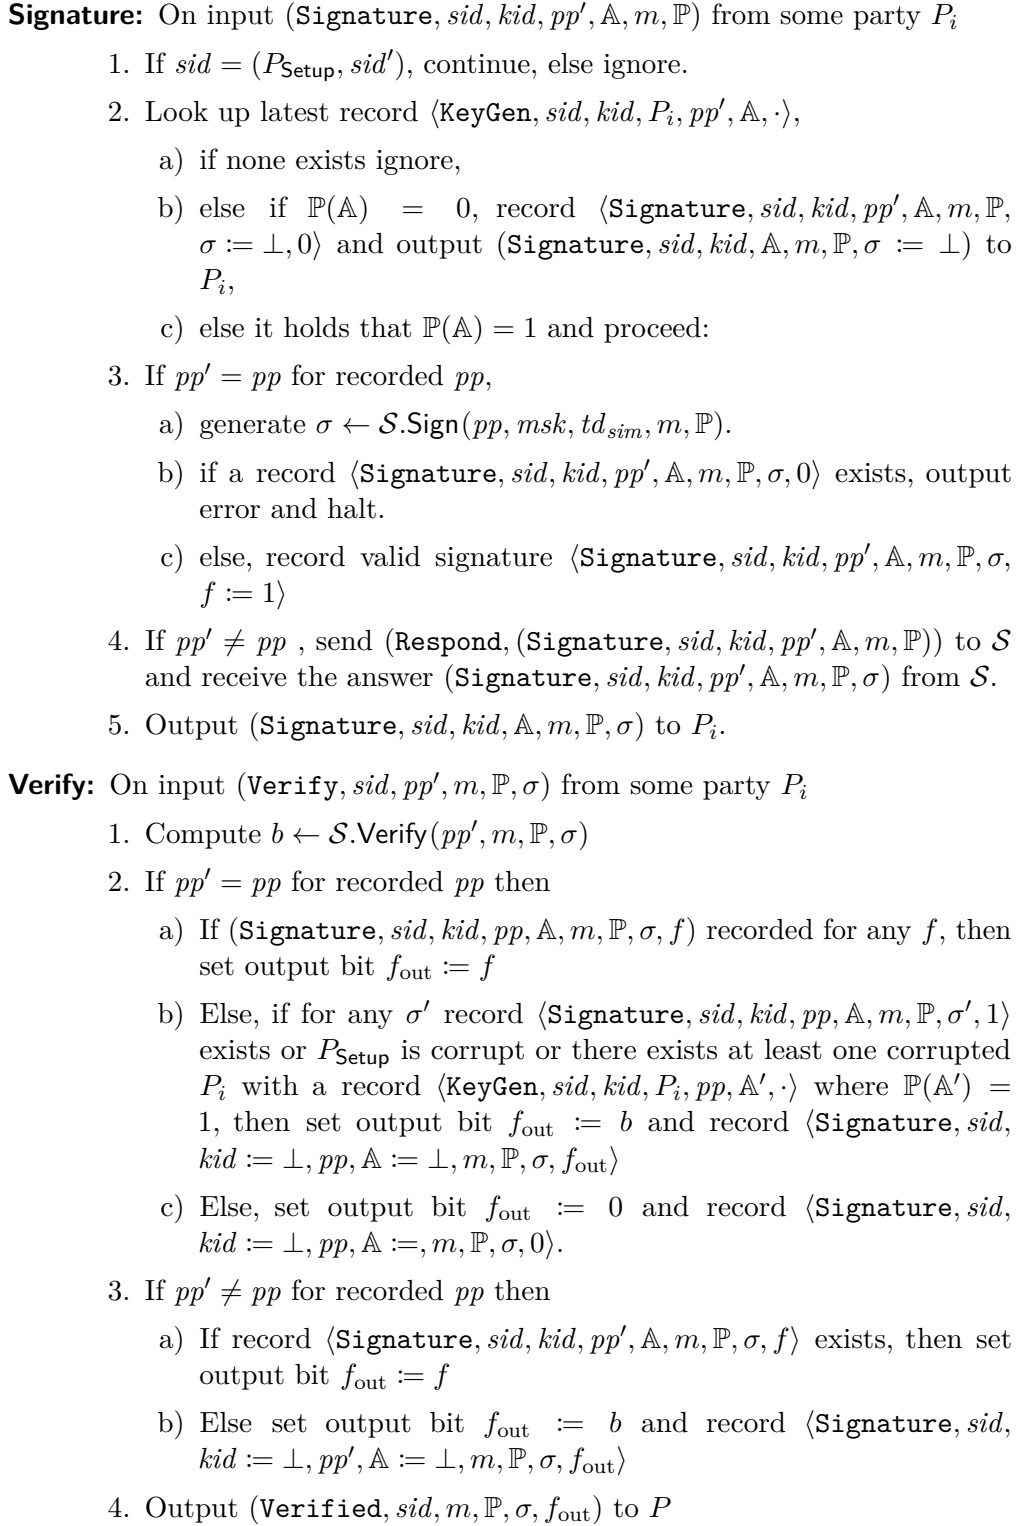 Signature: On input (Signature, sid, kid, pp′, 𝔸, m, ℙ) from some party P_i
1. If sid = (P_Setup, sid′), continue, else ignore.
2. Look up latest record ⟨KeyGen, sid, kid, P_i, pp′, 𝔸, ·⟩,
a) if none exists ignore,
b) else if ℙ(𝔸) = 0, record ⟨Signature, sid, kid, pp′, 𝔸, m, ℙ,
σ := ⊥, 0⟩ and output (Signature, sid, kid, 𝔸, m, ℙ, σ := ⊥) to
P_i,
c) else it holds that ℙ(𝔸) = 1 and proceed:
3. If pp′ = pp for recorded pp,
a) generate σ ← 𝒮.Sign(pp, msk, td_sim, m, ℙ).
b) if a record ⟨Signature, sid, kid, pp′, 𝔸, m, ℙ, σ, 0⟩ exists, output
error and halt.
c) else, record valid signature ⟨Signature, sid, kid, pp′, 𝔸, m, ℙ, σ,
f := 1⟩
4. If pp′ ≠ pp , send (Respond, (Signature, sid, kid, pp′, 𝔸, m, ℙ)) to 𝒮
and receive the answer (Signature, sid, kid, pp′, 𝔸, m, ℙ, σ) from 𝒮.
5. Output (Signature, sid, kid, 𝔸, m, ℙ, σ) to P_i.
Verify: On input (Verify, sid, pp′, m, ℙ, σ) from some party P_i
1. Compute b ← 𝒮.Verify(pp′, m, ℙ, σ)
2. If pp′ = pp for recorded pp then
a) If (Signature, sid, kid, pp, 𝔸, m, ℙ, σ, f) recorded for any f, then
set output bit f_out := f
b) Else, if for any σ′ record ⟨Signature, sid, kid, pp, 𝔸, m, ℙ, σ′, 1⟩
exists or P_Setup is corrupt or there exists at least one corrupted
P_i with a record ⟨KeyGen, sid, kid, P_i, pp, 𝔸′, ·⟩ where ℙ(𝔸′) =
1, then set output bit f_out := b and record ⟨Signature, sid,
kid := ⊥, pp, 𝔸 := ⊥, m, ℙ, σ, f_out⟩
c) Else, set output bit f_out := 0 and record ⟨Signature, sid,
kid := ⊥, pp, 𝔸 :=, m, ℙ, σ, 0⟩.
3. If pp′ ≠ pp for recorded pp then
a) If record ⟨Signature, sid, kid, pp′, 𝔸, m, ℙ, σ, f⟩ exists, then set
output bit f_out := f
b) Else set output bit f_out := b and record ⟨Signature, sid,
kid := ⊥, pp′, 𝔸 := ⊥, m, ℙ, σ, f_out⟩
4. Output (Verified, sid, m, ℙ, σ, f_out) to P